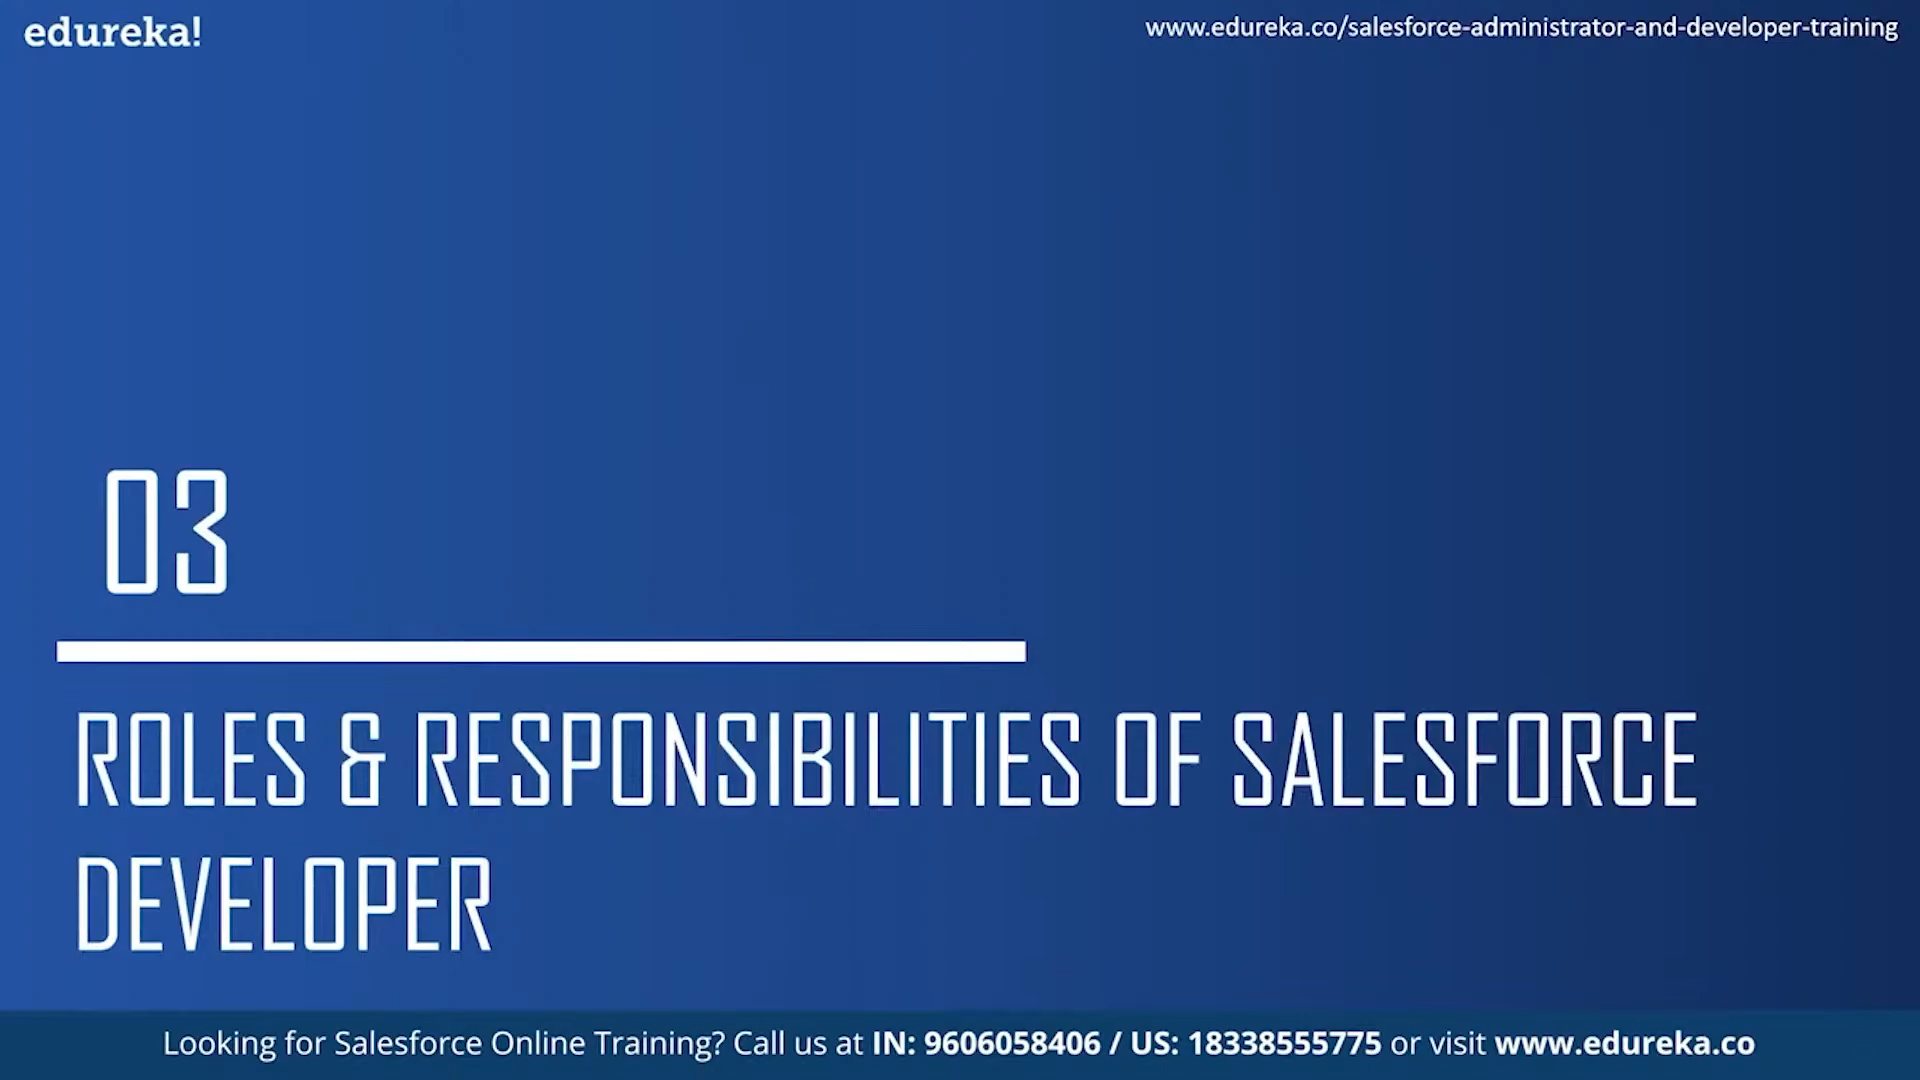 edureka!
www.edureka.co/salesforce-administrator-and-developer-training
03
ROLES & RESPONSIBILITIES OF SALESFORCE
DEVELOPER
Looking for Salesforce Online Training? Call us at IN: 9606058406 / US: 18338555775 or visit www.edureka.co